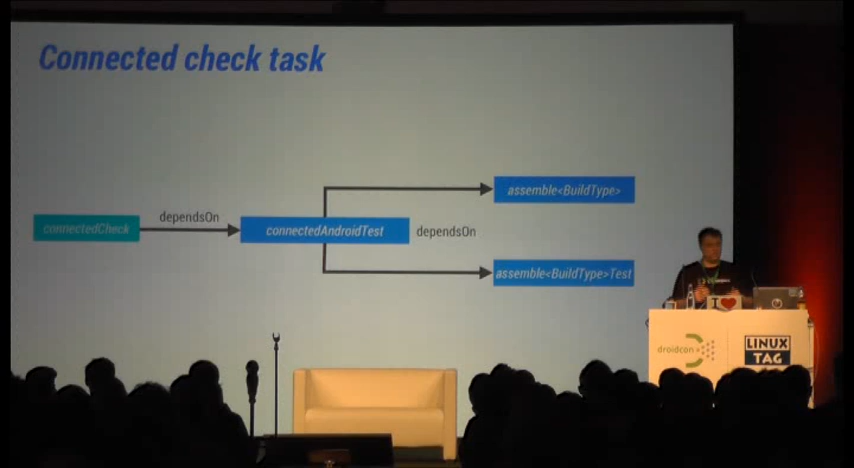 Connected check task
connectedCheck
dependsOn
connectedAndroidTest
dependsOn
assemble<BuildType>
assemble<BuildType>Test
I
droidcon
LINUX
TAG